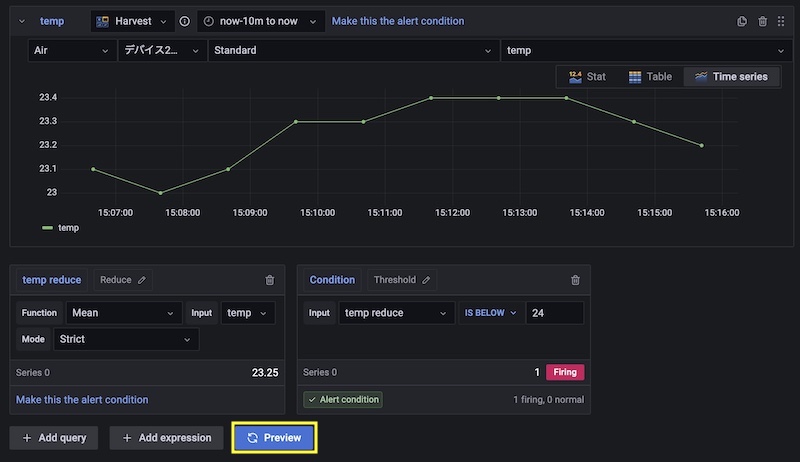 temp Harvest now-10m to now Make this the alert condition
Air デバイス2... Standard temp
12.4 Stat Table Time series
23.4
23.3
23.2
23.1
23
15:07:00 15:08:00 15:09:00 15:10:00 15:11:00 15:12:00 15:13:00 15:14:00 15:15:00 15:16:00
temp
temp reduce Reduce
Function Mean Input temp
Mode Strict
Series 0 23.25
Make this the alert condition
Condition Threshold
Input temp reduce IS BELOW 24
Series 0 1 Firing
Alert condition 1 firing, 0 normal
+ Add query + Add expression Preview